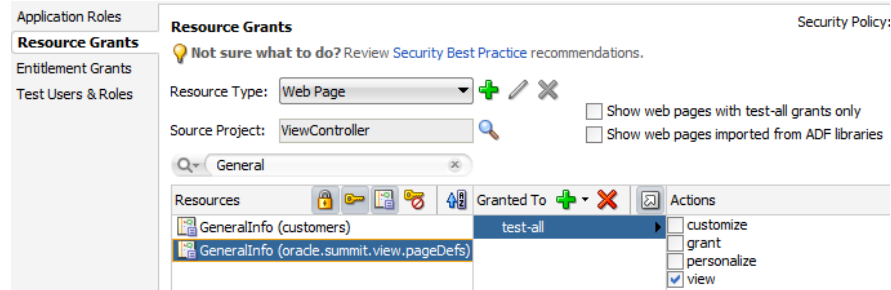 Application Roles
Resource Grants
Entitlement Grants
Test Users & Roles
Resource Grants
Security Policy:
Not sure what to do? Review Security Best Practice recommendations.
Resource Type: Web Page
Show web pages with test-all grants only
Source Project: ViewController
Show web pages imported from ADF libraries
General
Resources Granted To Actions
GeneralInfo (customers)
GeneralInfo (oracle.summit.view.pageDefs)
test-all
customize
grant
personalize
view